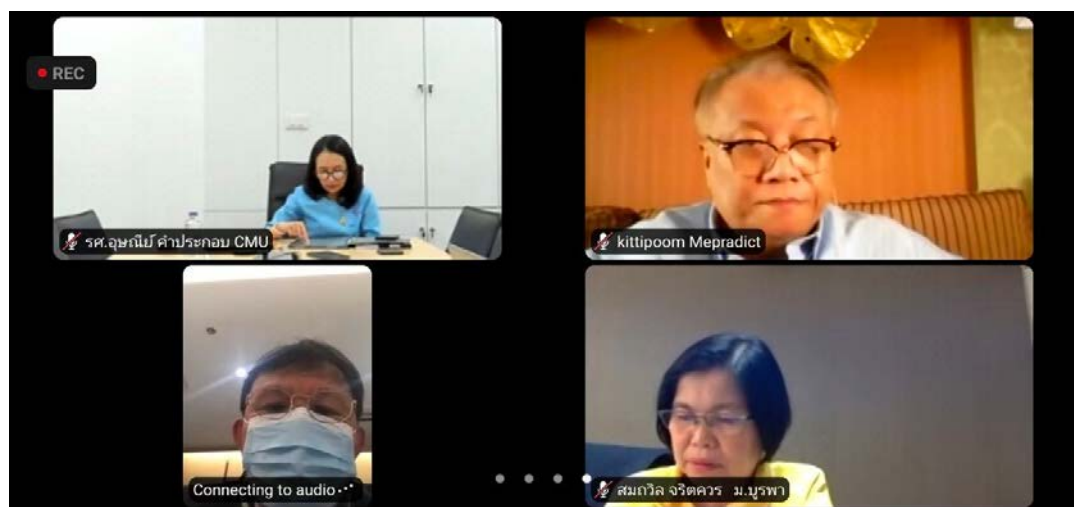 REC
รศ.อุษณีย์ คำประกอบ CMU
kittipoom Mepradict
Connecting to audio
สมถวิล จริตควร ม.บูรพา